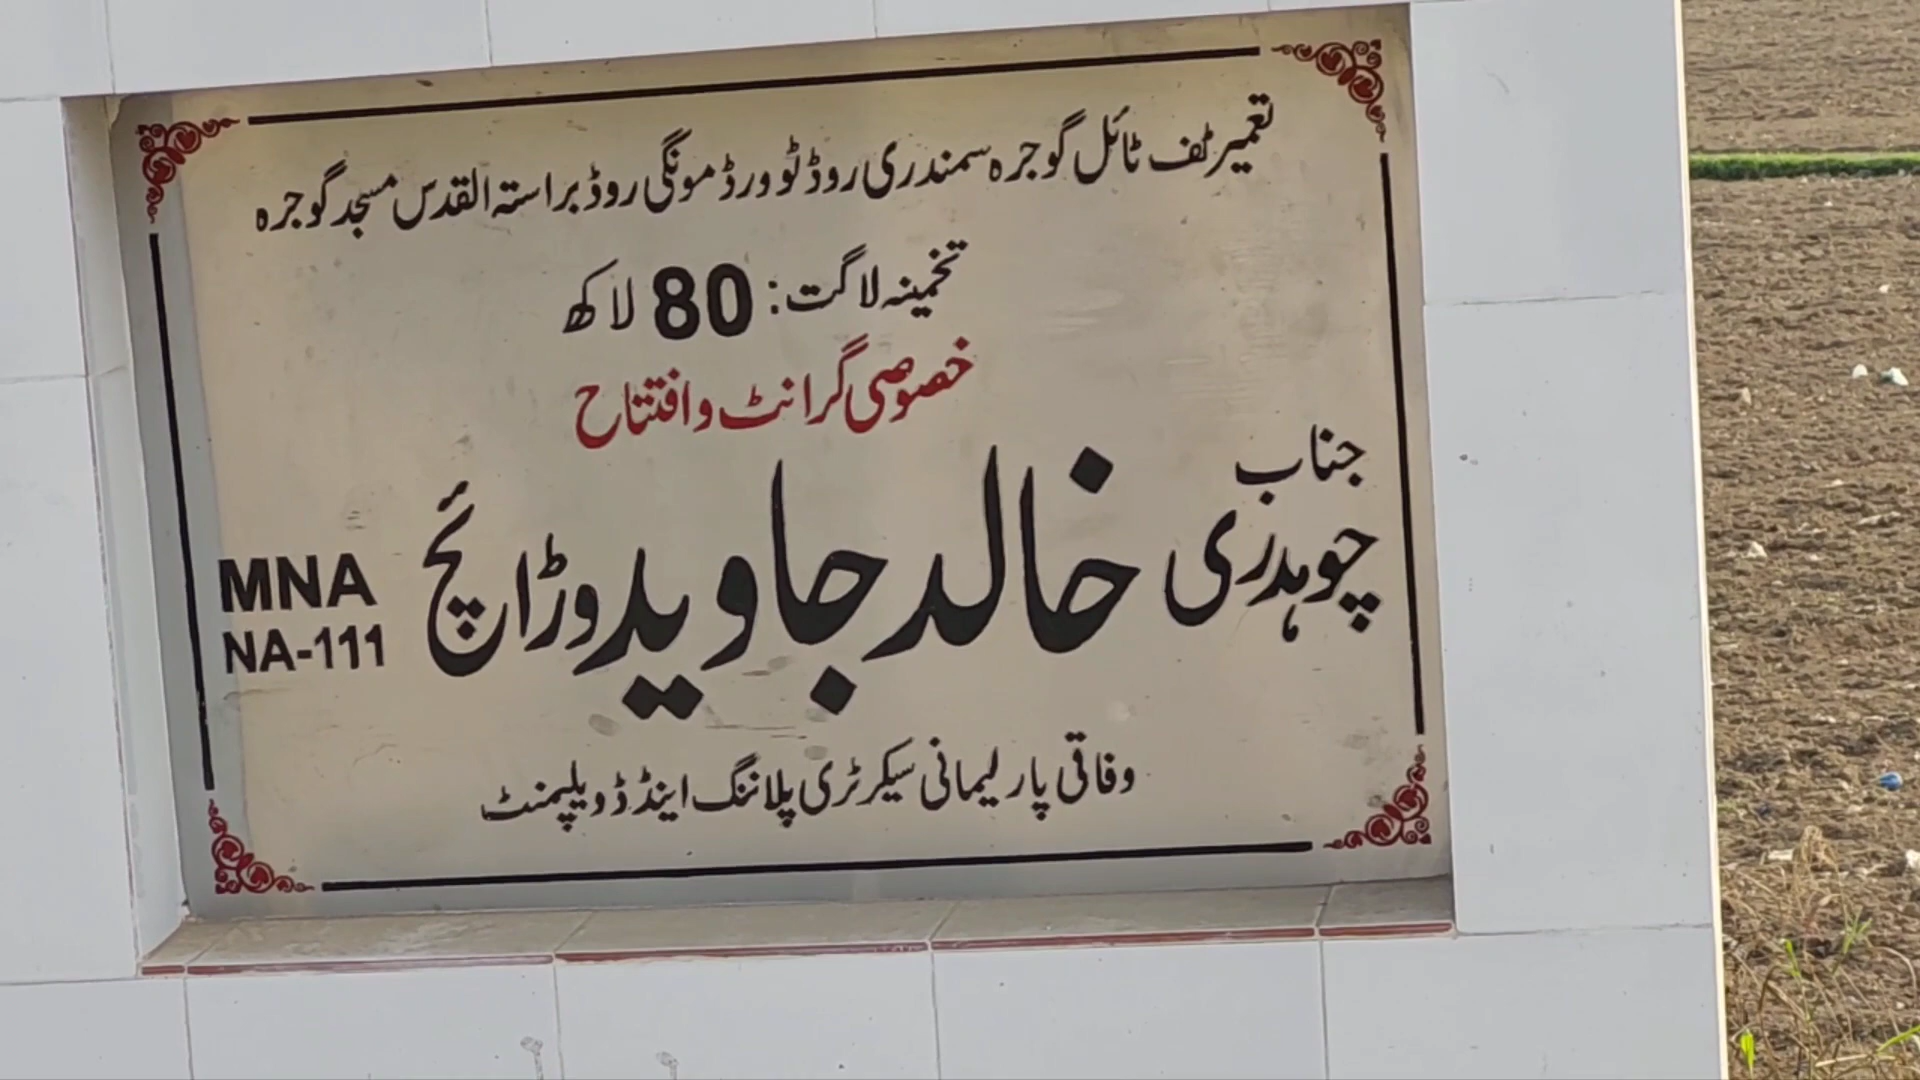 تعمیر ٹف ٹائل گوجرہ سمندری روڈ ٹو ورڈ مونگی روڈ براستہ القدس مسجد گوجرہ
تخمینہ لاگت: 80 لاکھ
خصوصی گرانٹ و افتتاح
جناب
چوہدری خالد جاوید وڑائچ MNA
NA-111
وفاقی پارلیمانی سیکرٹری پلاننگ اینڈ ڈویلپمنٹ